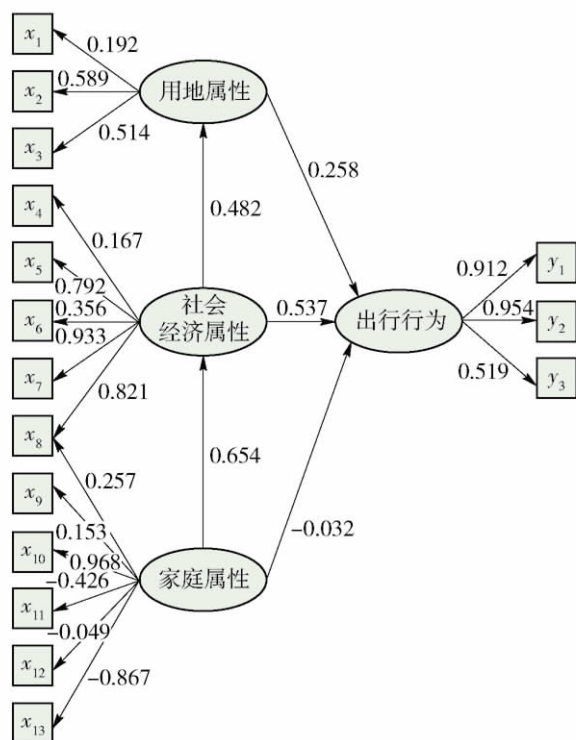 x₁
0.192
x₂
0.589
用地属性
x₃
0.514
0.258
x₄
0.482
0.167
x₅
0.792
0.912
y₁
x₆
0.356
社会
经济属性
0.537
出行行为
0.954
y₂
0.933
x₇
0.519
y₃
0.821
x₈
0.654
0.257
x₉
0.153
-0.032
x₁₀
0.968
家庭属性
-0.426
x₁₁
-0.049
x₁₂
-0.867
x₁₃